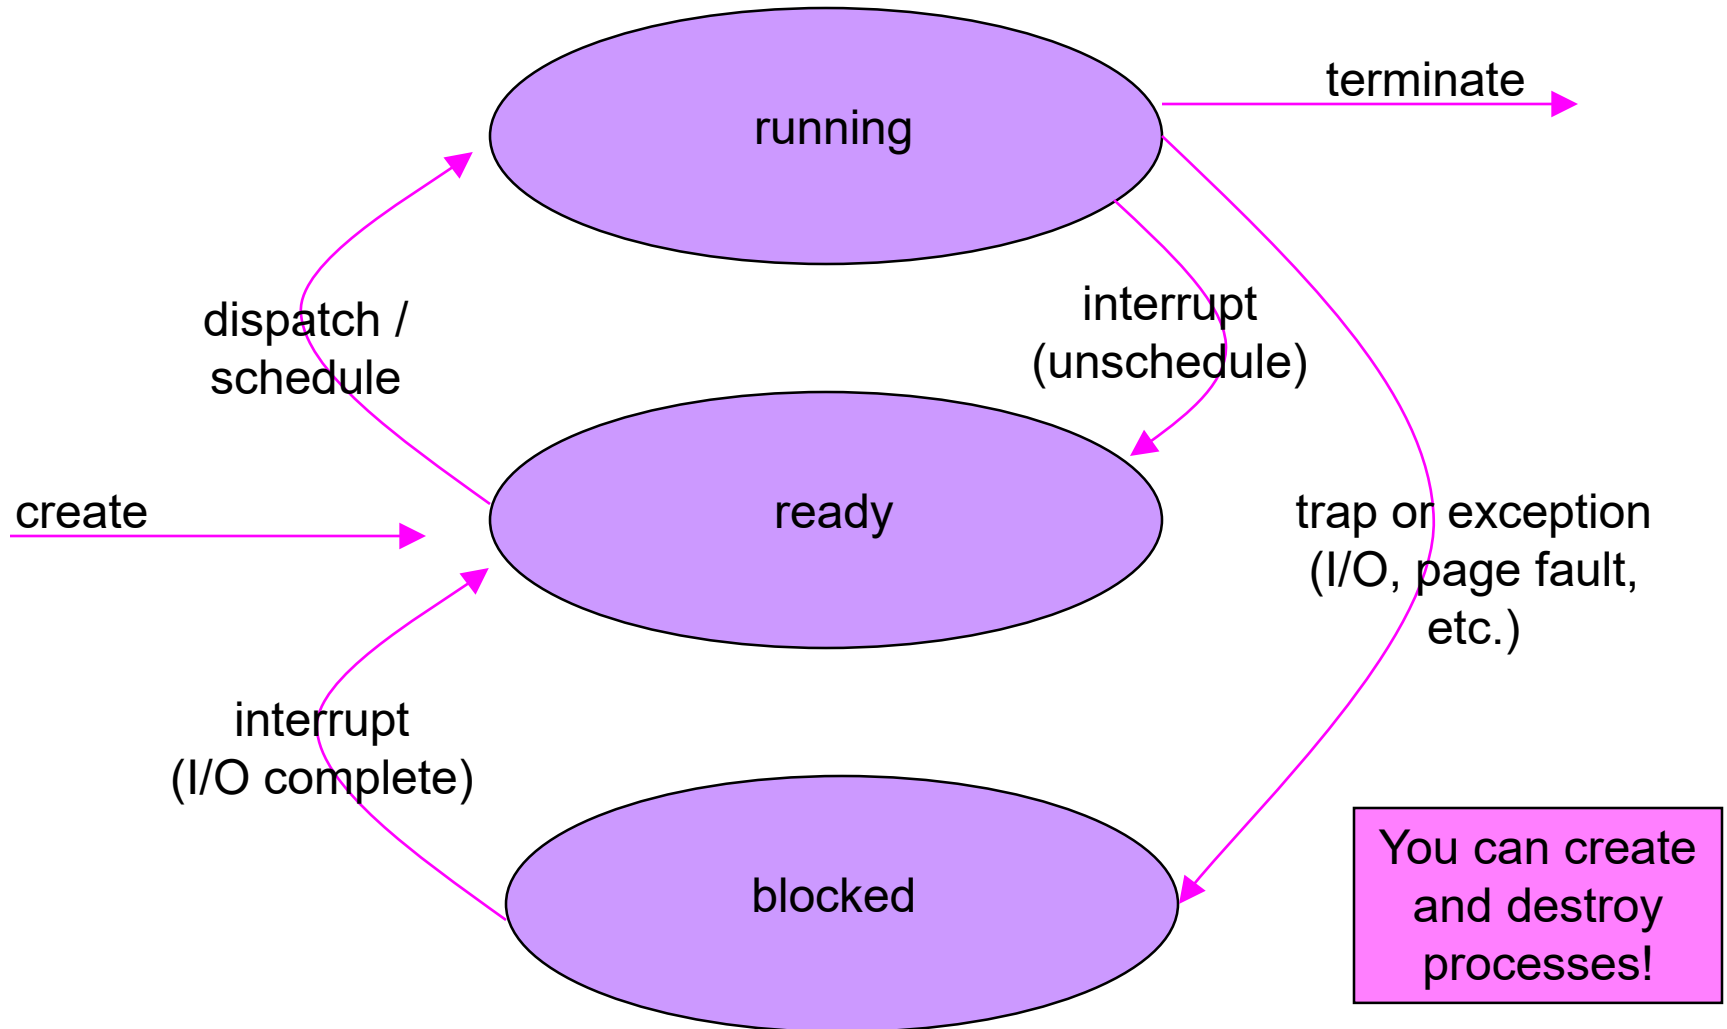 terminate
running
dispatch /
schedule
interrupt
(unschedule)
create
ready
trap or exception
(I/O, page fault,
etc.)
interrupt
(I/O complete)
blocked
You can create
and destroy
processes!